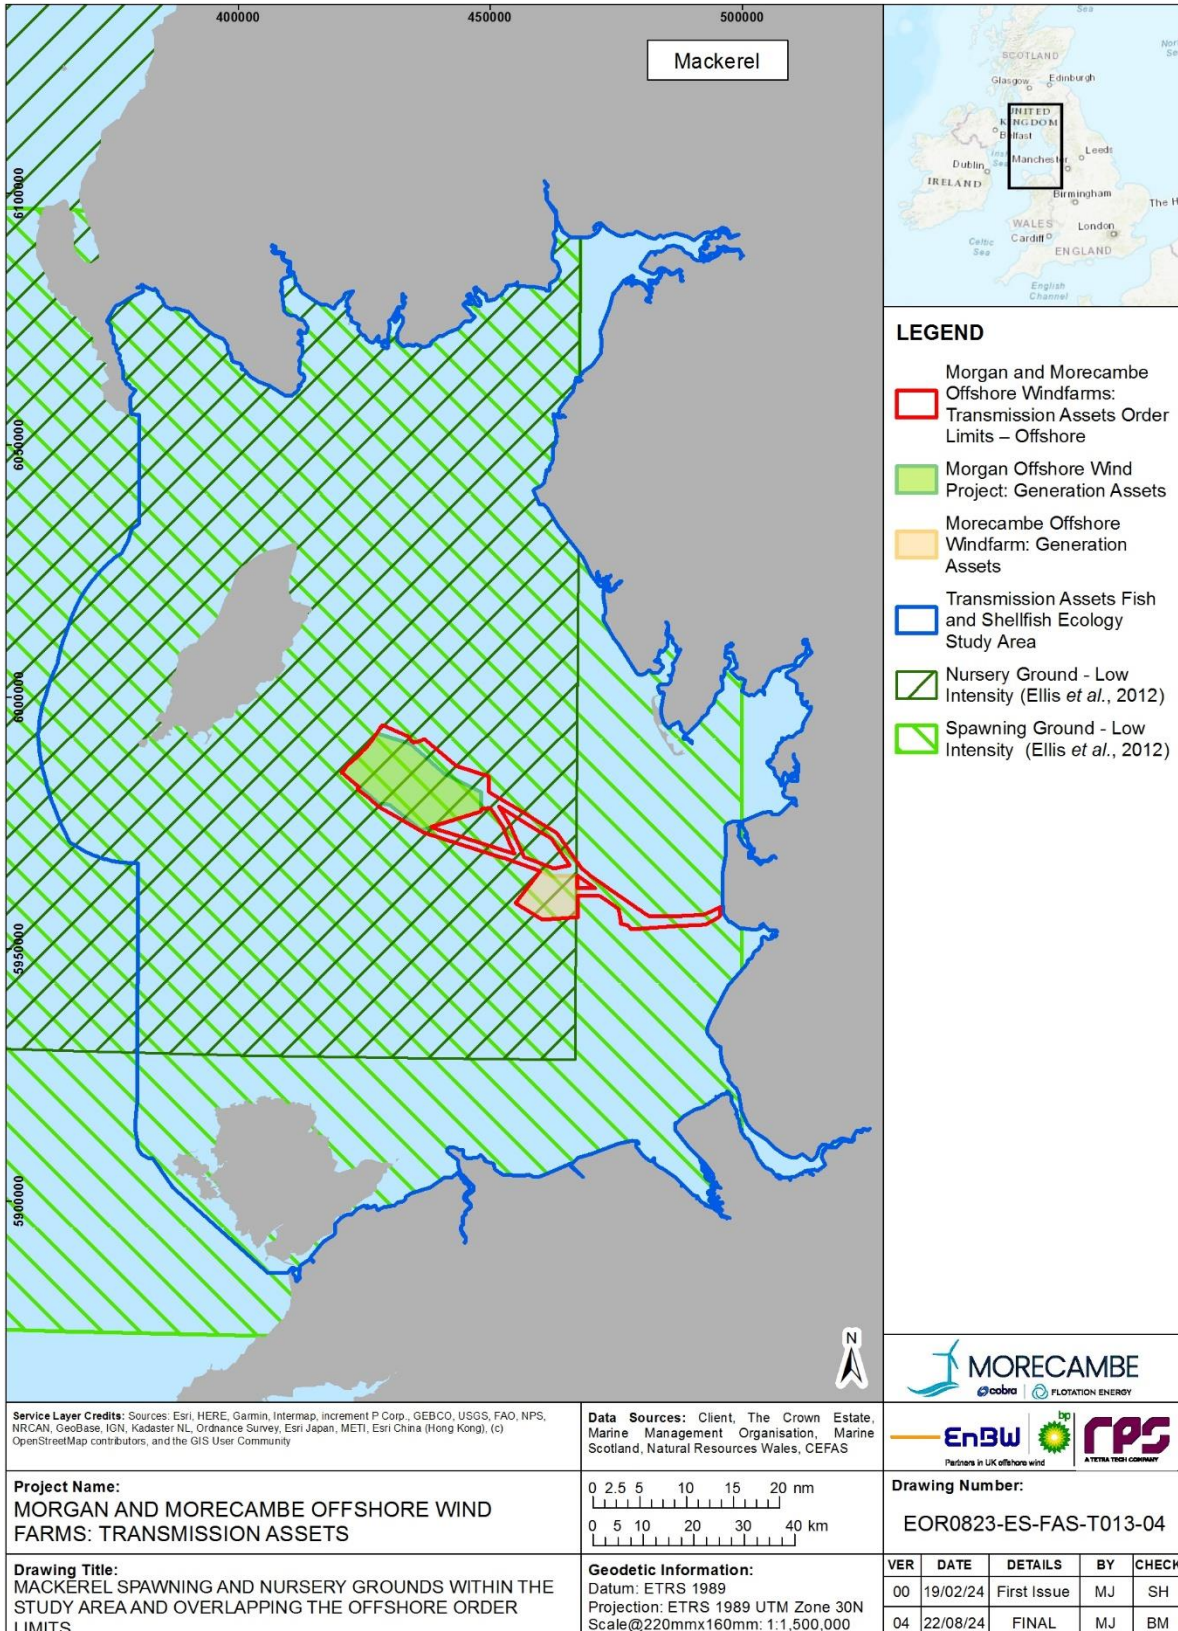 400000
450000
500000
Mackerel
6100000
6050000
6000000
5950000
5900000
N
Sea
SCOTLAND
Nor
Se
Glasgow
Edinburgh
UNITED
KINGDOM
Belfast
Leeds
Dublin
Manchester
IRELAND
Birmingham
The H
WALES
London
Cardiff
Celtic
Sea
ENGLAND
English
Channel
LEGEND
Morgan and Morecambe
Offshore Windfarms:
Transmission Assets Order
Limits – Offshore
Morgan Offshore Wind
Project: Generation Assets
Morecambe Offshore
Windfarm: Generation
Assets
Transmission Assets Fish
and Shellfish Ecology
Study Area
Nursery Ground - Low
Intensity (Ellis et al., 2012)
Spawning Ground - Low
Intensity (Ellis et al., 2012)
MORECAMBE
cobra FLOTATION ENERGY
EnBW bp
Partners in UK offshore wind
RPS
A TETRA TECH COMPANY
Service Layer Credits: Sources: Esri, HERE, Garmin, Intermap, increment P Corp., GEBCO, USGS, FAO, NPS,
NRCAN, GeoBase, IGN, Kadaster NL, Ordnance Survey, Esri Japan, METI, Esri China (Hong Kong), (c)
OpenStreetMap contributors, and the GIS User Community
Data Sources: Client, The Crown Estate,
Marine Management Organisation, Marine
Scotland, Natural Resources Wales, CEFAS
Project Name:
MORGAN AND MORECAMBE OFFSHORE WIND
FARMS: TRANSMISSION ASSETS
0 2.5 5 10 15 20 nm
0 5 10 20 30 40 km
Drawing Number:
EOR0823-ES-FAS-T013-04
Drawing Title:
MACKEREL SPAWNING AND NURSERY GROUNDS WITHIN THE
STUDY AREA AND OVERLAPPING THE OFFSHORE ORDER
LIMITS
Geodetic Information:
Datum: ETRS 1989
Projection: ETRS 1989 UTM Zone 30N
Scale@220mmx160mm: 1:1,500,000
VER DATE DETAILS BY CHECK
00 19/02/24 First Issue MJ SH
04 22/08/24 FINAL MJ BM